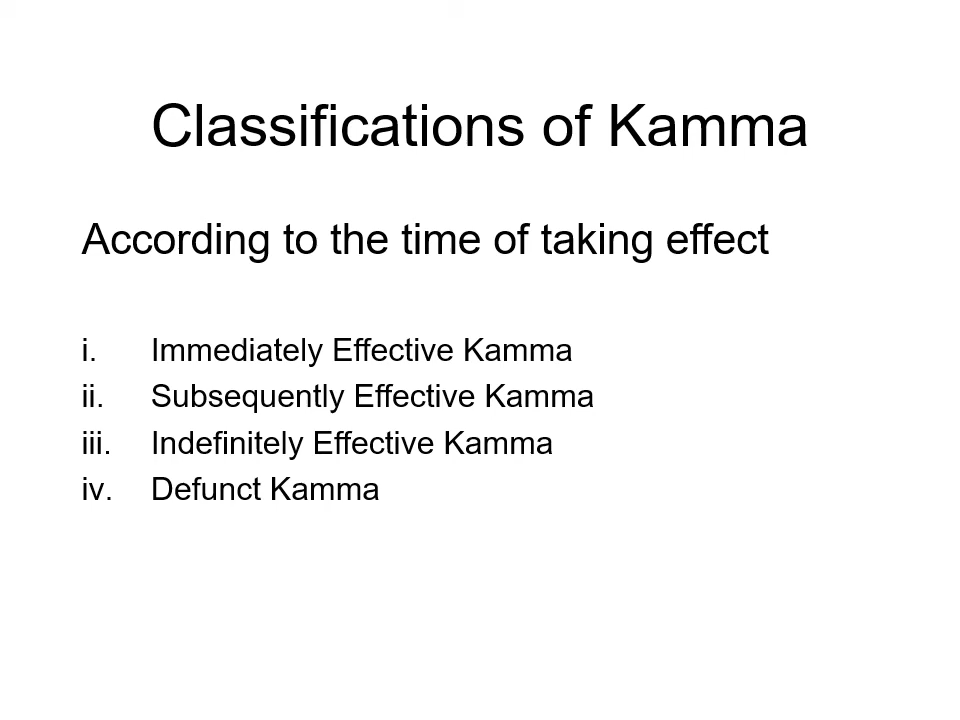 Classifications of Kamma
According to the time of taking effect
i. Immediately Effective Kamma
ii. Subsequently Effective Kamma
iii. Indefinitely Effective Kamma
iv. Defunct Kamma